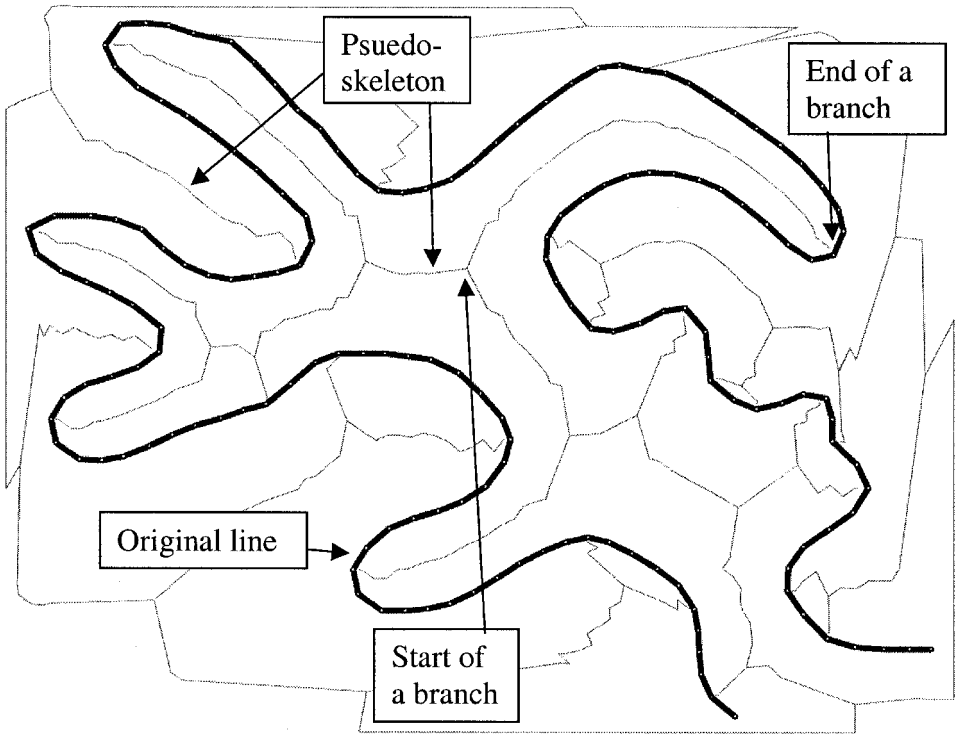 Psuedo-
skeleton
End of a
branch
Original line
Start of
a branch